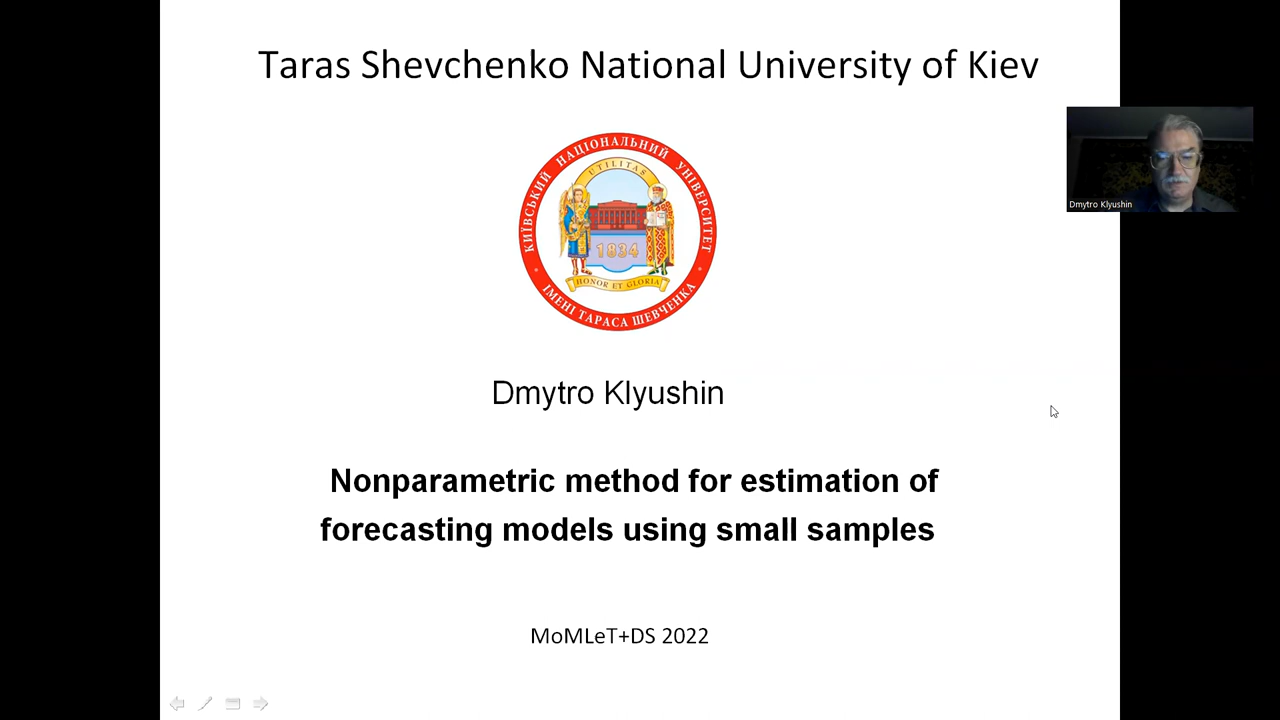 Taras Shevchenko National University of Kiev
КИЇВСЬКИЙ НАЦІОНАЛЬНИЙ УНІВЕРСИТЕТ
UTILITAS
1834
HONOR ET GLORIA
ІМЕНІ ТАРАСА ШЕВЧЕНКА
Dmytro Klyushin
Dmytro Klyushin
Nonparametric method for estimation of
forecasting models using small samples
MoMLeT+DS 2022